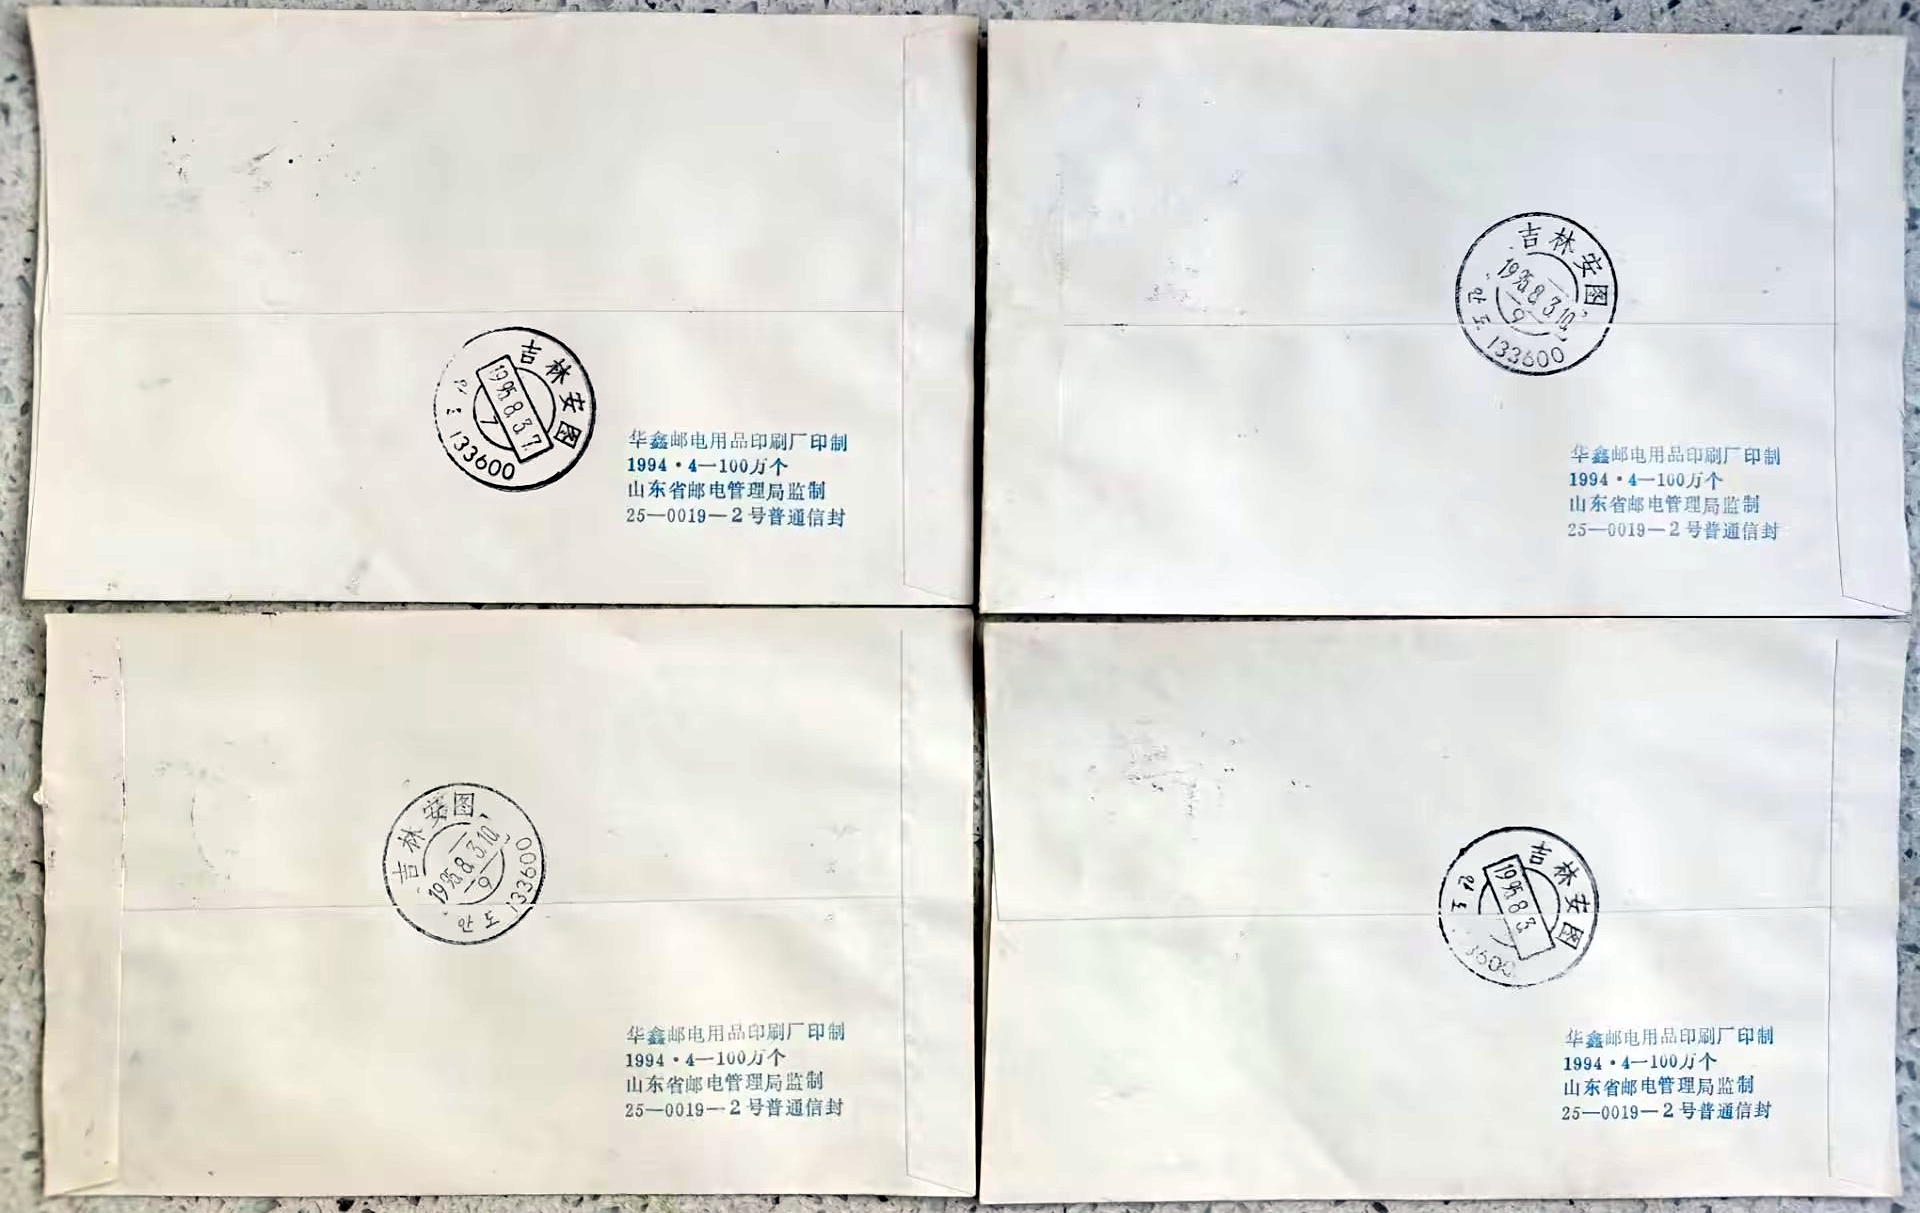 吉林安图
1995.8.3.7
7
133600
华鑫邮电用品印刷厂印制
1994·4—100万个
山东省邮电管理局监制
25—0019—2号普通信封
吉林安图
1995.8.3.10
9
133600
华鑫邮电用品印刷厂印制
1994·4—100万个
山东省邮电管理局监制
25—0019—2号普通信封
吉林安图
1995.8.3.10
9
133600
华鑫邮电用品印刷厂印制
1994·4—100万个
山东省邮电管理局监制
25—0019—2号普通信封
吉林安图
1995.8.3
3600
华鑫邮电用品印刷厂印制
1994·4—100万个
山东省邮电管理局监制
25—0019—2号普通信封